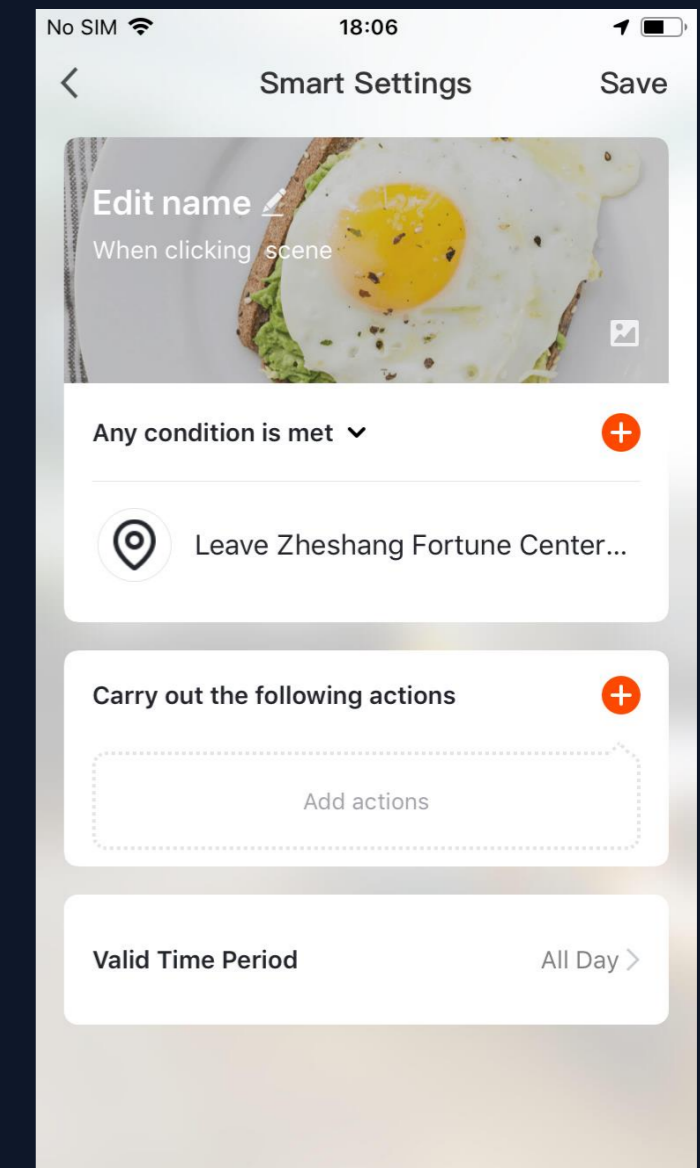 No SIM 18:06
Smart Settings Save
Edit name
When clicking scene
Any condition is met
Leave Zheshang Fortune Center...
Carry out the following actions
Add actions
Valid Time Period All Day